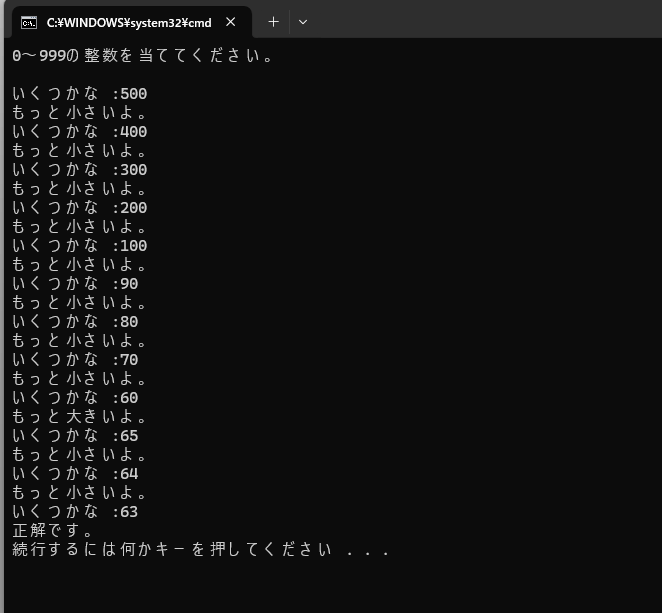 C:¥WINDOWS¥system32¥cmd
0～999の整数を当ててください。
いくつかな :500
もっと小さいよ。
いくつかな :400
もっと小さいよ。
いくつかな :300
もっと小さいよ。
いくつかな :200
もっと小さいよ。
いくつかな :100
もっと小さいよ。
いくつかな :90
もっと小さいよ。
いくつかな :80
もっと小さいよ。
いくつかな :70
もっと小さいよ。
いくつかな :60
もっと大きいよ。
いくつかな :65
もっと小さいよ。
いくつかな :64
もっと小さいよ。
いくつかな :63
正解です。
続行するには何かキーを押してください . . .